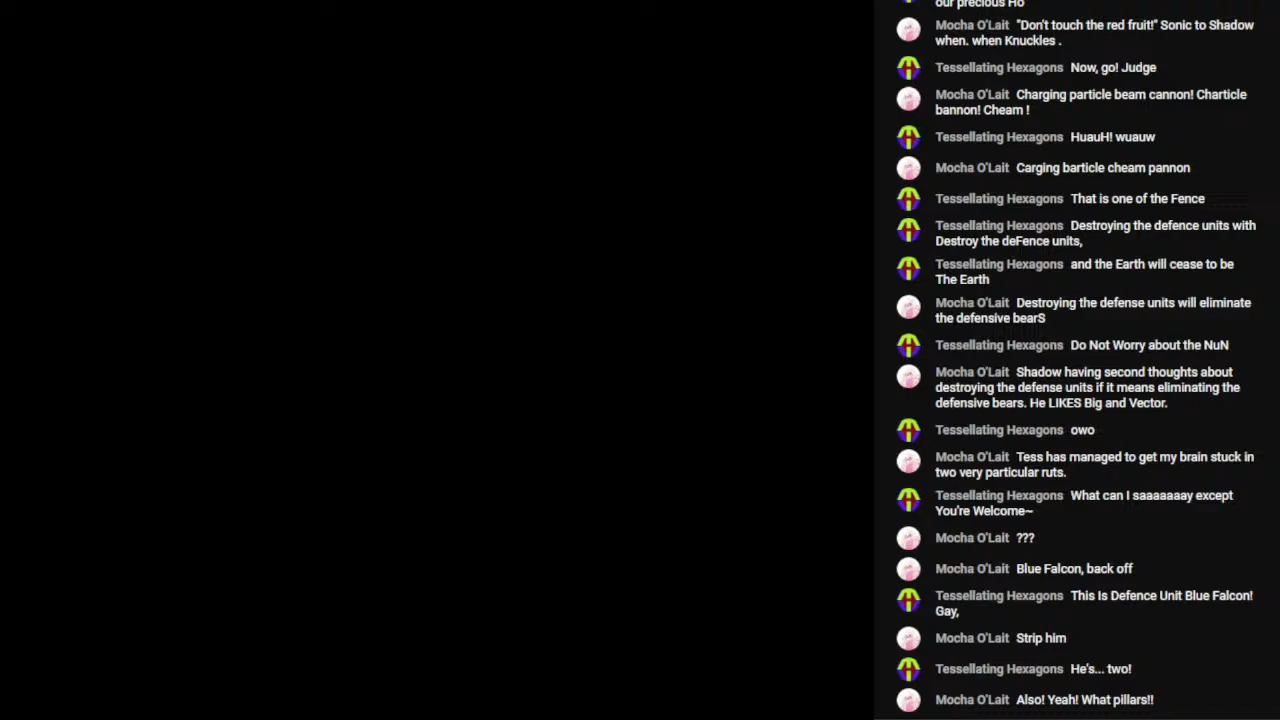 our precious Ho
Mocha O'Lait "Don't touch the red fruit!" Sonic to Shadow
when. when Knuckles .
Tessellating Hexagons Now, go! Judge
Mocha O'Lait Charging particle beam cannon! Charticle
bannon! Cheam !
Tessellating Hexagons HuauH! wuauw
Mocha O'Lait Carging barticle cheam pannon
Tessellating Hexagons That is one of the Fence
Tessellating Hexagons Destroying the defence units with
Destroy the deFence units,
Tessellating Hexagons and the Earth will cease to be
The Earth
Mocha O'Lait Destroying the defense units will eliminate
the defensive bearS
Tessellating Hexagons Do Not Worry about the NuN
Mocha O'Lait Shadow having second thoughts about
destroying the defense units if it means eliminating the
defensive bears. He LIKES Big and Vector.
Tessellating Hexagons owo
Mocha O'Lait Tess has managed to get my brain stuck in
two very particular ruts.
Tessellating Hexagons What can I saaaaaaay except
You're Welcome~
Mocha O'Lait ???
Mocha O'Lait Blue Falcon, back off
Tessellating Hexagons This Is Defence Unit Blue Falcon!
Gay,
Mocha O'Lait Strip him
Tessellating Hexagons He's... two!
Mocha O'Lait Also! Yeah! What pillars!!